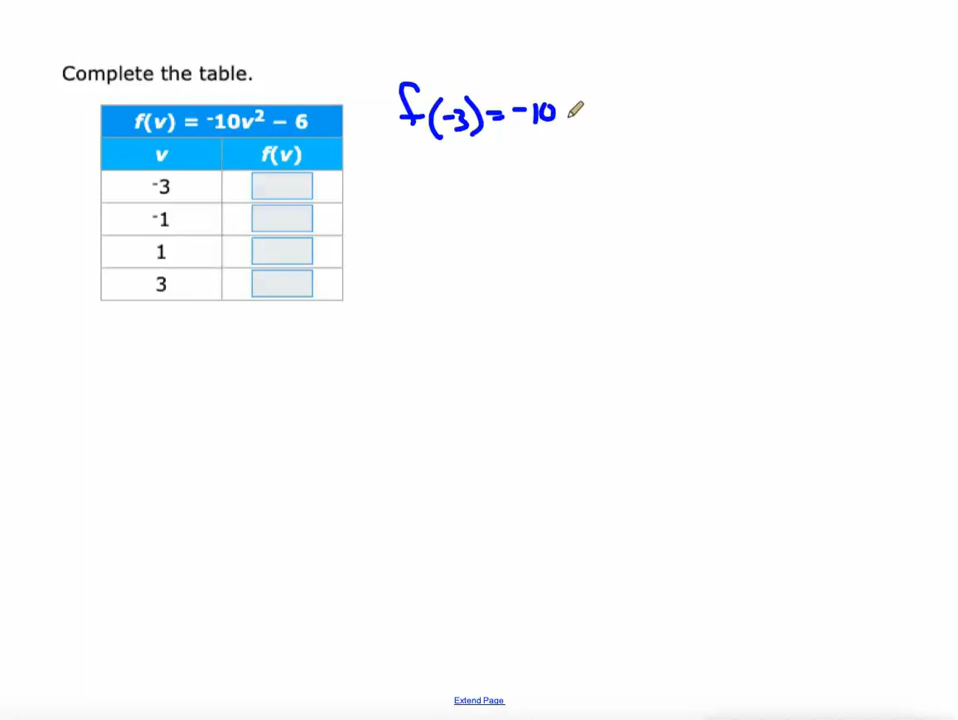 Complete the table.
f(-3) = -10
f(v) = -10v² − 6
v f(v)
-3
-1
1
3
Extend Page